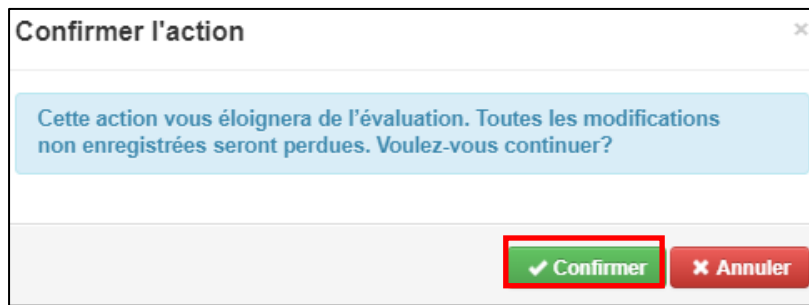 Confirmer l'action
×
Cette action vous éloignera de l'évaluation. Toutes les modifications
non enregistrées seront perdues. Voulez-vous continuer?
✔ Confirmer
✖ Annuler